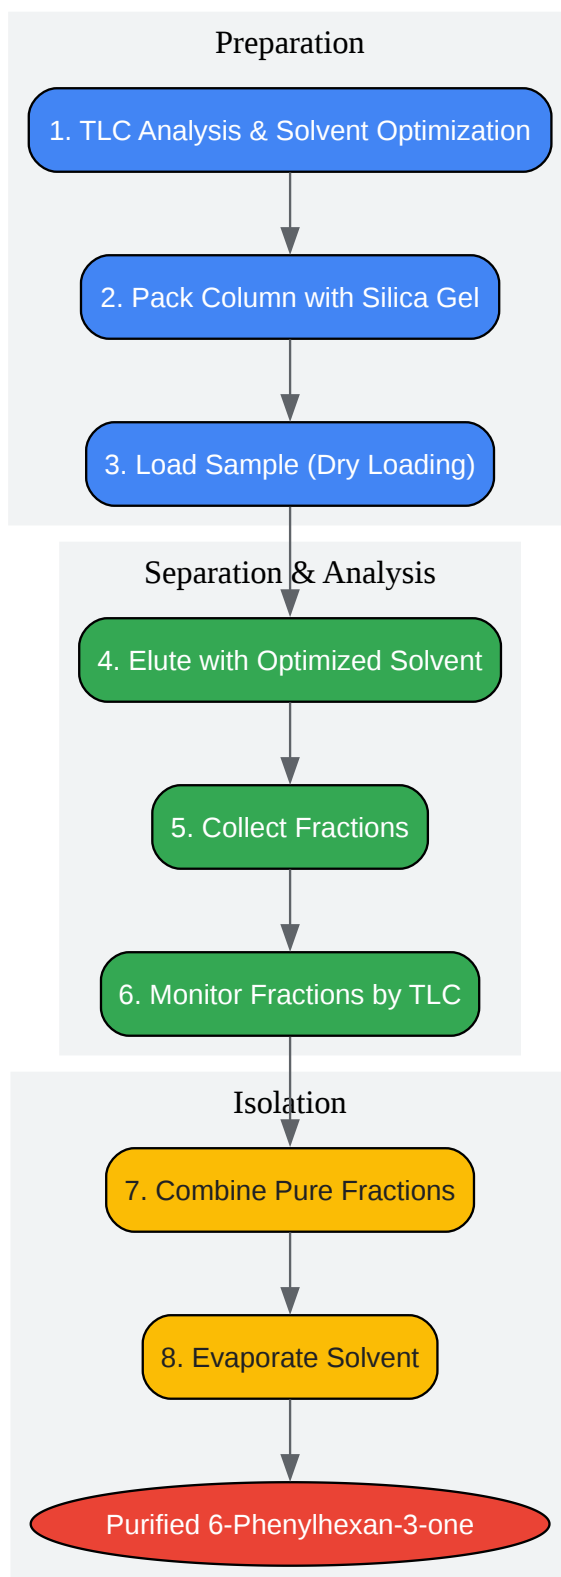 Preparation
1. TLC Analysis & Solvent Optimization
2. Pack Column with Silica Gel
3. Load Sample (Dry Loading)
Separation & Analysis
4. Elute with Optimized Solvent
5. Collect Fractions
6. Monitor Fractions by TLC
Isolation
7. Combine Pure Fractions
8. Evaporate Solvent
Purified 6-Phenylhexan-3-one